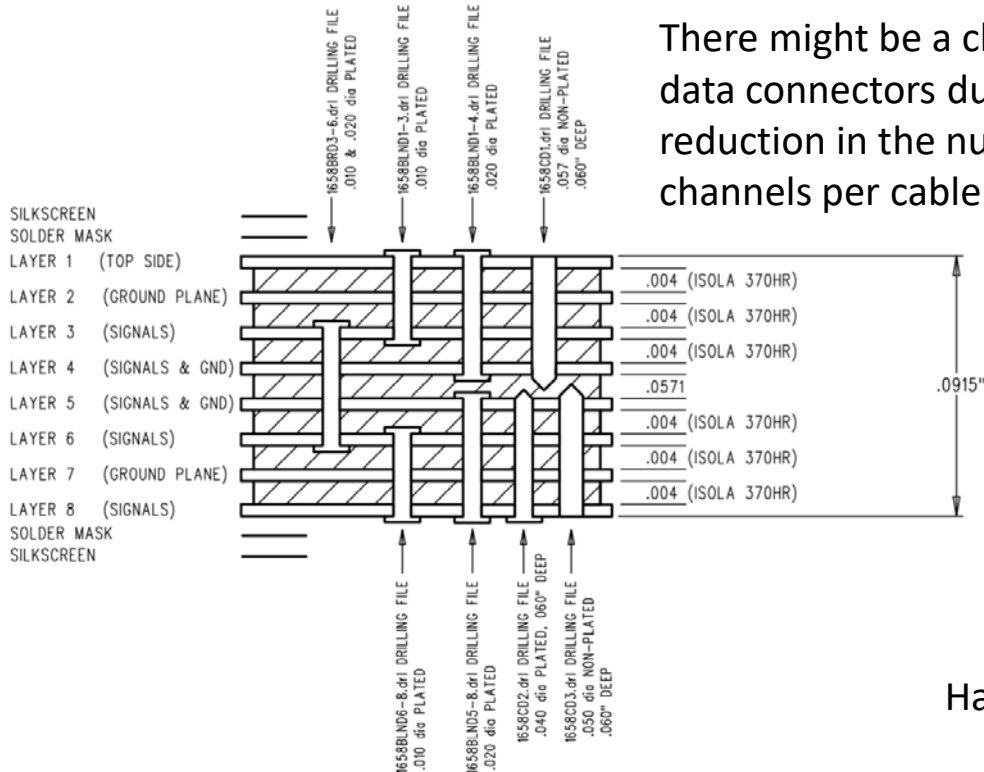 1658BRD3-6.drl DRILLING FILE
.010 & .020 dia PLATED
1658BLND1-3.drl DRILLING FILE
.010 dia PLATED
1658BLND1-4.drl DRILLING FILE
.020 dia PLATED
1658CD1.drl DRILLING FILE
.057 dia NON-PLATED
.060" DEEP
There might be a
data connectors
reduction in the
channels per cable
SILKSCREEN
SOLDER MASK
LAYER 1 (TOP SIDE)
LAYER 2 (GROUND PLANE)
LAYER 3 (SIGNALS)
LAYER 4 (SIGNALS & GND)
LAYER 5 (SIGNALS & GND)
LAYER 6 (SIGNALS)
LAYER 7 (GROUND PLANE)
LAYER 8 (SIGNALS)
SOLDER MASK
SILKSCREEN
.004 (ISOLA 370HR)
.004 (ISOLA 370HR)
.004 (ISOLA 370HR)
.0571
.004 (ISOLA 370HR)
.004 (ISOLA 370HR)
.004 (ISOLA 370HR)
.0915"
1658BLND6-8.drl DRILLING FILE
.010 dia PLATED
1658BLND5-8.drl DRILLING FILE
.020 dia PLATED
1658CD2.drl DRILLING FILE
.040 dia PLATED, 060" DEEP
1658CD3.drl DRILLING FILE
.050 dia NON-PLATED
.060" DEEP